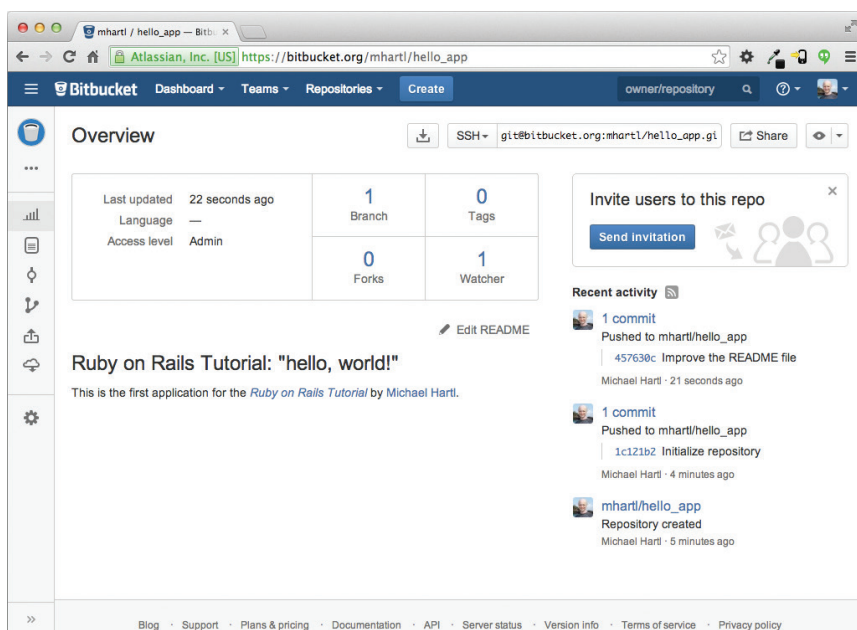 mhartl / hello_app — Bitbu
Atlassian, Inc. [US] https://bitbucket.org/mhartl/hello_app
Bitbucket Dashboard Teams Repositories Create owner/repository
Overview
SSH git@bitbucket.org:mhartl/hello_app.gi Share
Last updated 22 seconds ago
Language —
Access level Admin
1
Branch
0
Tags
0
Forks
1
Watcher
Edit README
Ruby on Rails Tutorial: "hello, world!"
This is the first application for the Ruby on Rails Tutorial by Michael Hartl.
Invite users to this repo
Send invitation
Recent activity
1 commit
Pushed to mhartl/hello_app
457630c Improve the README file
Michael Hartl · 21 seconds ago
1 commit
Pushed to mhartl/hello_app
1c121b2 Initialize repository
Michael Hartl · 4 minutes ago
mhartl/hello_app
Repository created
Michael Hartl · 5 minutes ago
Blog · Support · Plans & pricing · Documentation · API · Server status · Version info · Terms of service · Privacy policy